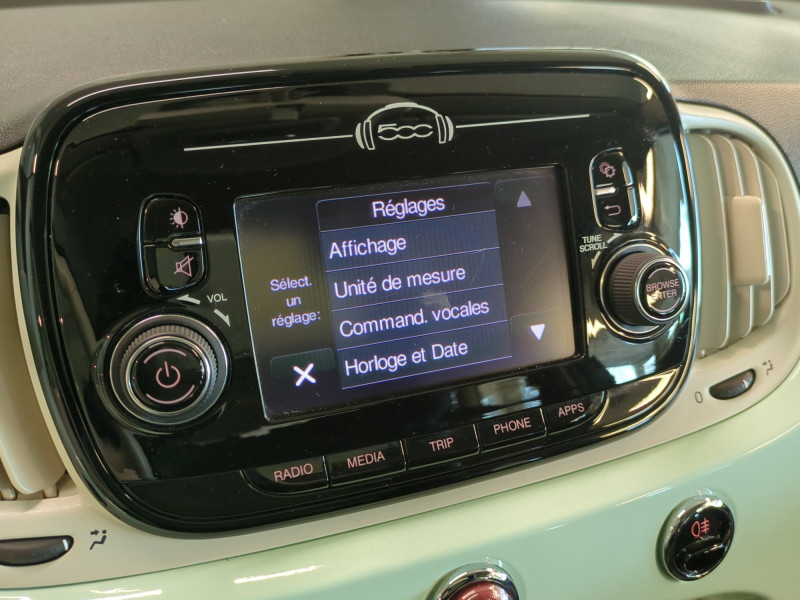 500
Réglages
Affichage
Unité de mesure
Command. vocales
Horloge et Date
Sélect.
un
réglage:
VOL
TUNE
SCROLL
BROWSE
ENTER
RADIO
MEDIA
TRIP
PHONE
APPS
0